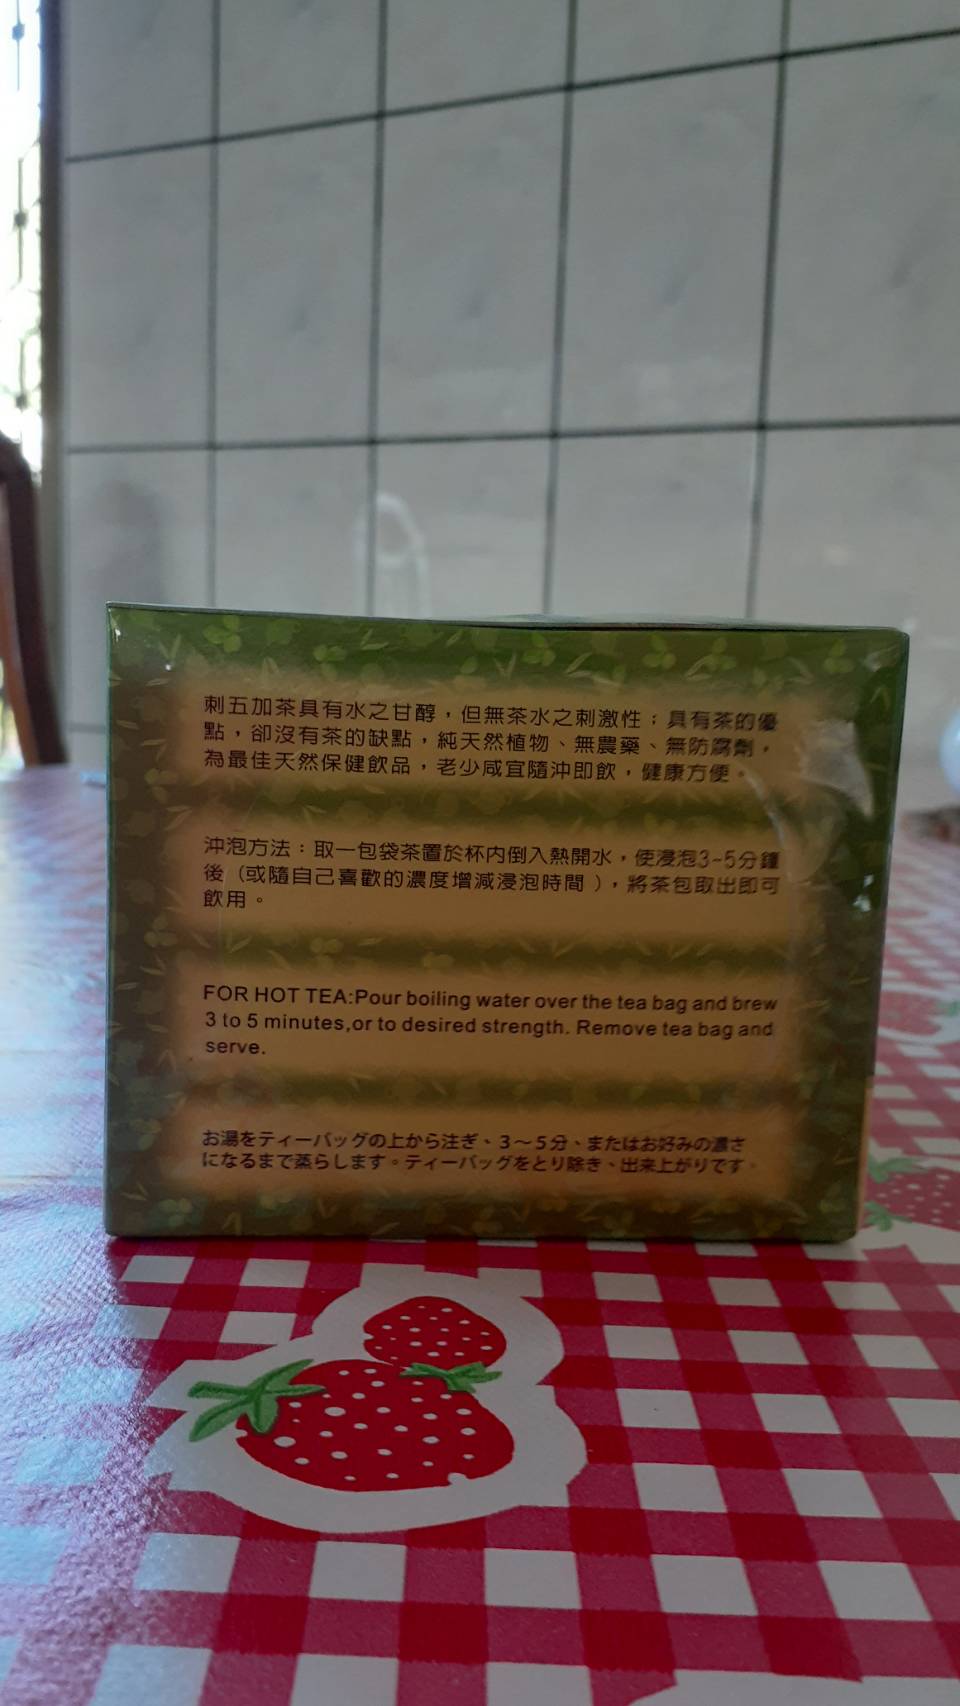 刺五加茶具有水之甘醇，但無茶水之刺激性；具有茶的優
點，卻沒有茶的缺點，純天然植物、無農藥、無防腐劑，
為最佳天然保健飲品，老少咸宜隨沖即飲，健康方便。
沖泡方法：取一包袋茶置於杯內倒入熱開水，使浸泡3-5分鐘
後（或隨自己喜歡的濃度增減浸泡時間），將茶包取出即可
飲用。
FOR HOT TEA:Pour boiling water over the tea bag and brew
3 to 5 minutes,or to desired strength. Remove tea bag and
serve.
お湯をティーバッグの上から注ぎ、3～5分、またはお好みの濃さ
になるまで蒸らします。ティーバッグをとり除き、出来上がりです。